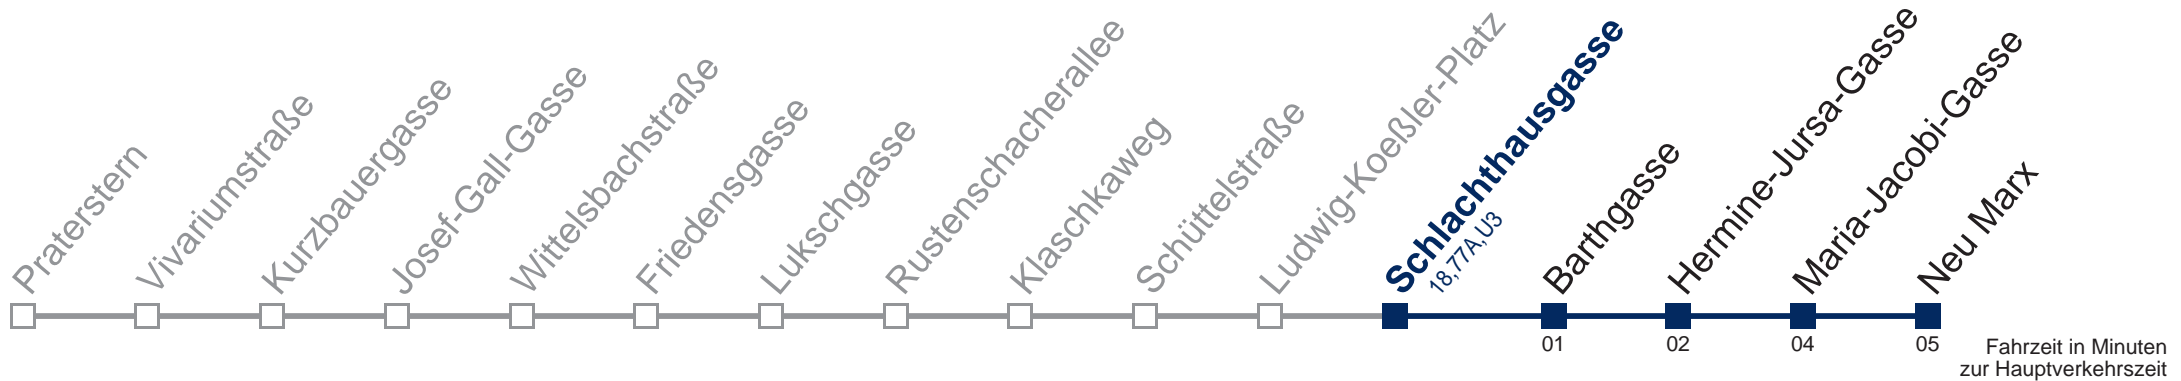 Praterstern
Vivariumstraße
Kurzbauergasse
Josef-Gall-Gasse
Wittelsbachstraße
Friedensgasse
Lukschgasse
Rustenschacherallee
Klaschkaweg
Schüttelstraße
Ludwig-Koeßler-Platz
Schlachthausgasse
18,77A,U3
Barthgasse
Hermine-Jursa-Gasse
Maria-Jacobi-Gasse
Neu Marx
01
02
04
05
Fahrzeit in Minuten
zur Hauptverkehrszeit